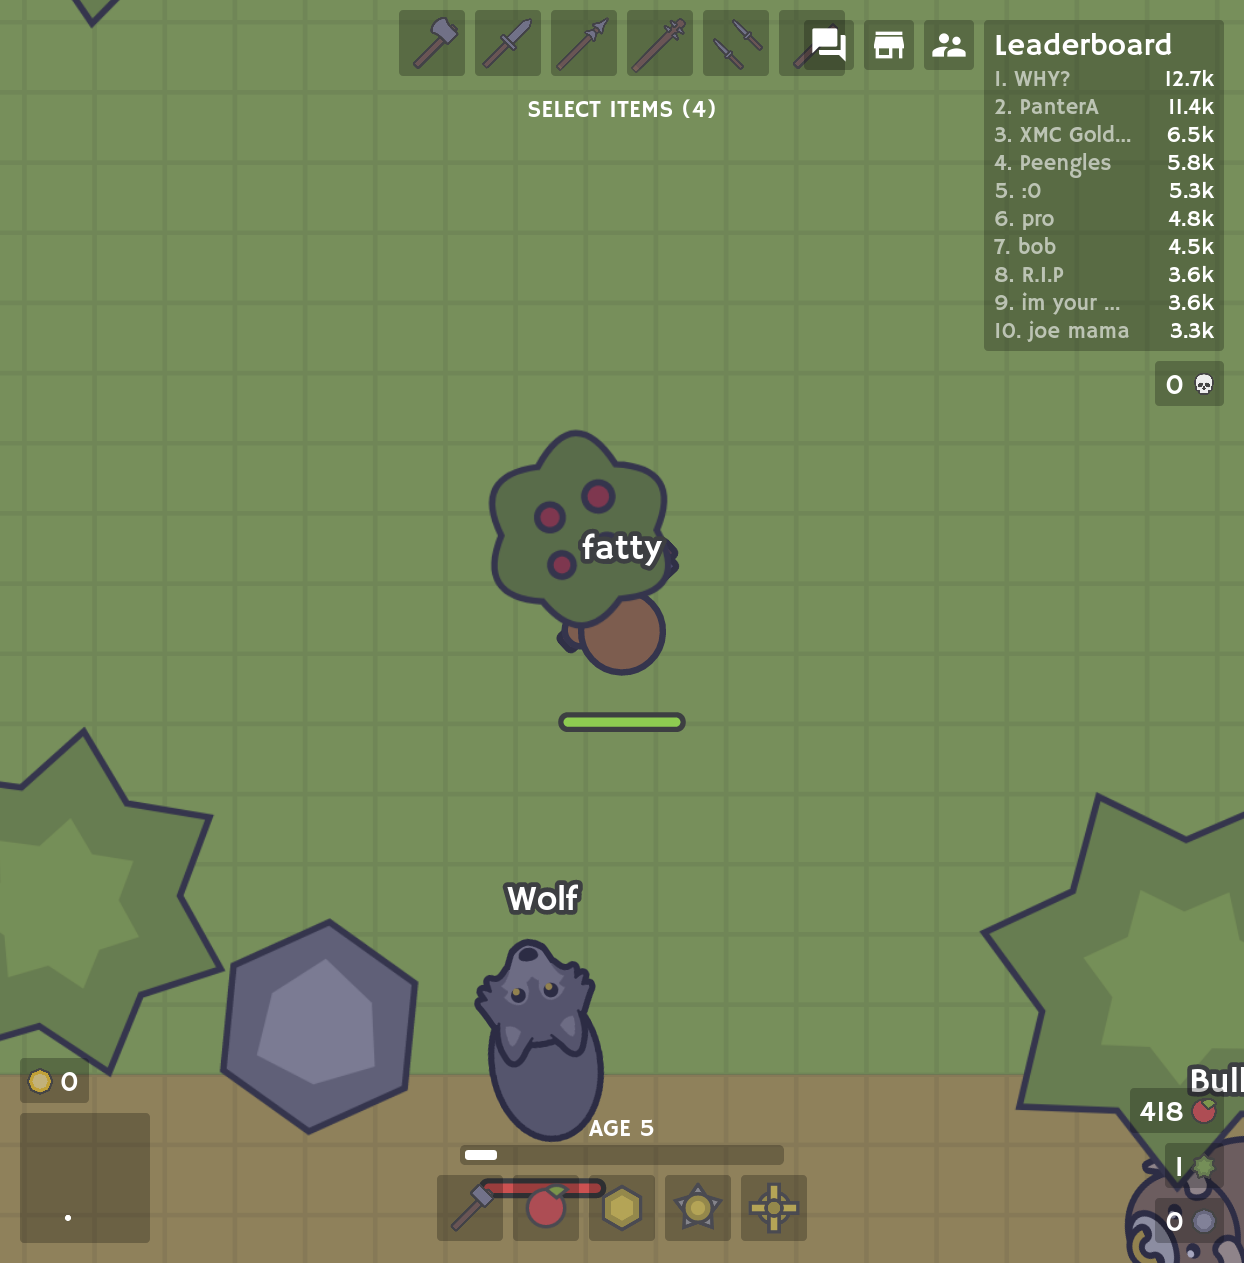 SELECT ITEMS (4)
Leaderboard
1. WHY? 12.7k
2. PanterA 11.4k
3. XMC Gold... 6.5k
4. Peengles 5.8k
5. :0 5.3k
6. pro 4.8k
7. bob 4.5k
8. R.I.P 3.6k
9. im your ... 3.6k
10. joe mama 3.3k
0
fatty
Wolf
0
Bull
418
AGE 5
1
0